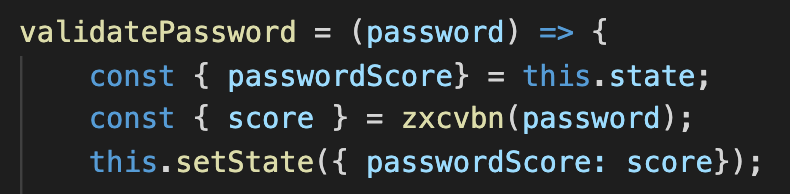 validatePassword = (password) => {
    const { passwordScore} = this.state;
    const { score } = zxcvbn(password);
    this.setState({ passwordScore: score});